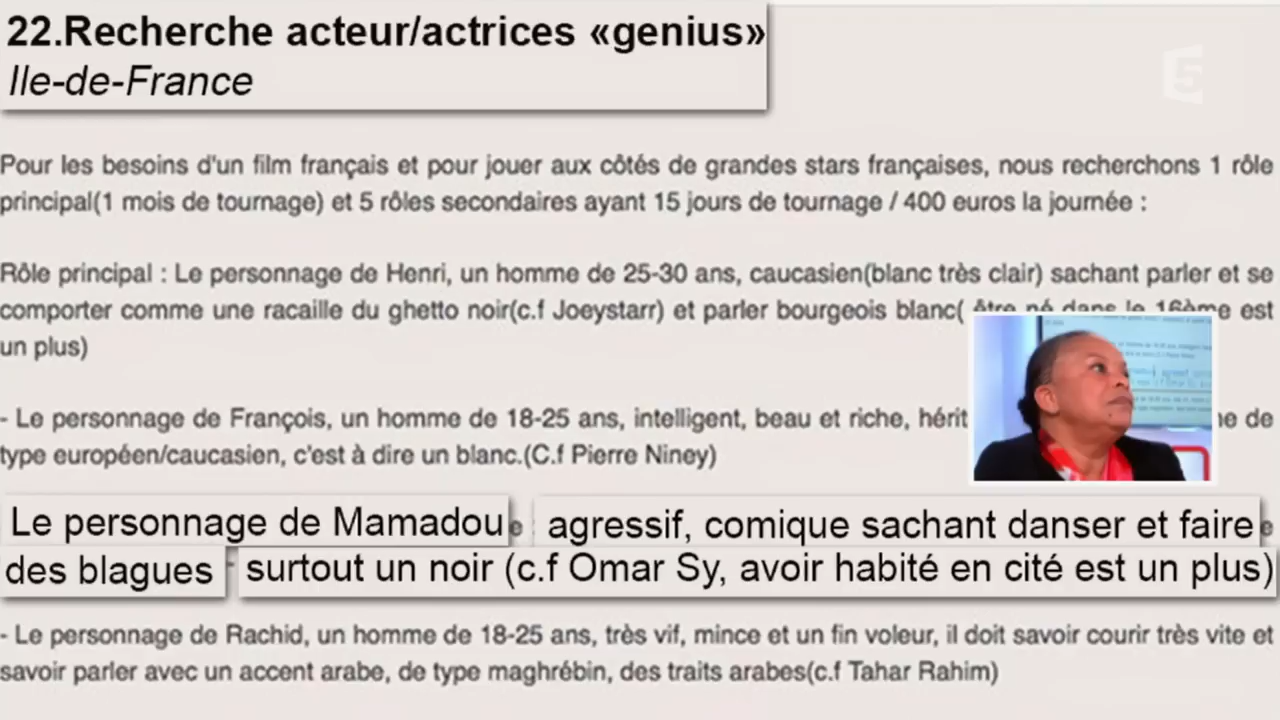 22.Recherche acteur/actrices «genius»
Ile-de-France
5
Pour les besoins d'un film français et pour jouer aux côtés de grandes stars françaises, nous recherchons 1 rôle
principal(1 mois de tournage) et 5 rôles secondaires ayant 15 jours de tournage / 400 euros la journée :
Rôle principal : Le personnage de Henri, un homme de 25-30 ans, caucasien(blanc très clair) sachant parler et se
comporter comme une racaille du ghetto noir(c.f Joeystarr) et parler bourgeois blanc( être né dans le 16ème est
un plus)
- Le personnage de François, un homme de 18-25 ans, intelligent, beau et riche, de
type européen/caucasien, c'est à dire un blanc.(C.f Pierre Niney)
Le personnage de Mamadou agressif, comique sachant danser et faire
des blagues surtout un noir (c.f Omar Sy, avoir habité en cité est un plus)
- Le personnage de Rachid, un homme de 18-25 ans, très vif, mince et un fin voleur, il doit savoir courir très vite et
savoir parler avec un accent arabe, de type maghrébin, des traits arabes(c.f Tahar Rahim)